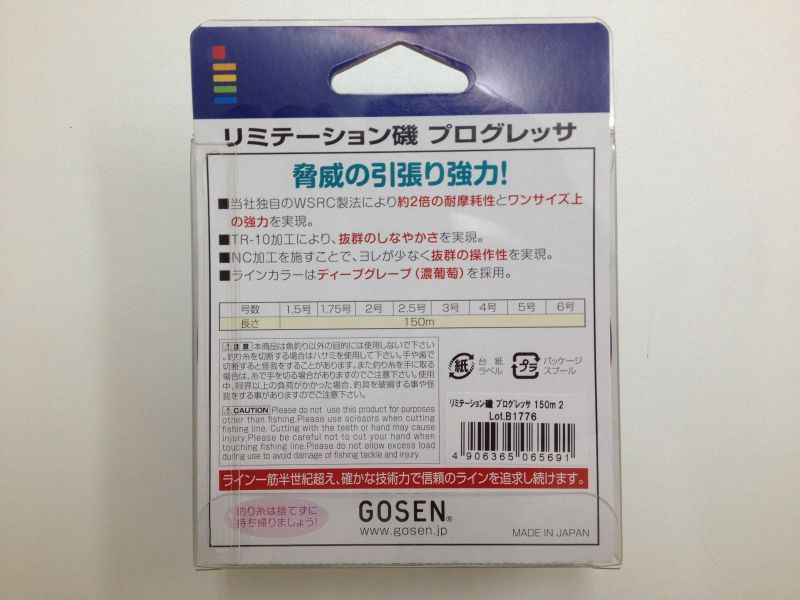 リミテーション磯 プログレッサ
脅威の引張り強力!
■当社独自のWSRC製法により約2倍の耐摩耗性とワンサイズ上
の強力を実現。
■TR-10加工により、抜群のしなやかさを実現。
■NC加工を施すことで、ヨレが少なく抜群の操作性を実現。
■ラインカラーはディープグレープ(濃葡萄)を採用。
号数 1.5号 1.75号 2号 2.5号 3号 4号 5号 6号
長さ 150m
注意 本商品は魚釣り以外の目的には使用しないで下さい
。釣り糸を切断する場合はハサミを使用して下さい。手や歯で
切断すると怪我をすることがあります。また釣り糸を手に取る
場合は、糸で手を切る場合がありますのでご注意下さい。使用
中、限界以上の負荷がかかった場合、釣具を破損する事や怪
我をする事がありますのでご注意下さい。
CAUTION Please do not use this product for purposes
other than fishing.Please use scissors when cutting
fishing line. Cutting with the teeth or hand may cause
injury.Please be careful not to cut your hand when
touching fishing line.Please do not allow excess load
during use to avoid damage of fishing tackle and injury.
紙 台紙 ラベル プラ パッケージ スプール
リミテーション磯 プログレッサ 150m 2
Lot.B1776
4 906365 065691
ライン一筋半世紀超え、確かな技術力で信頼のラインを追求し続けます。
釣り糸は捨てずに
持ち帰りましょう!
GOSEN®
www.gosen.jp
MADE IN JAPAN